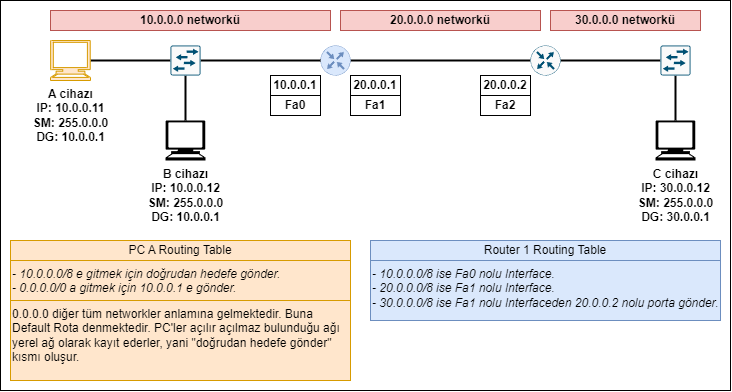 10.0.0.0 networkü
20.0.0.0 networkü
30.0.0.0 networkü
A cihazı
IP: 10.0.0.11
SM: 255.0.0.0
DG: 10.0.0.1
10.0.0.1
Fa0
20.0.0.1
Fa1
20.0.0.2
Fa2
B cihazı
IP: 10.0.0.12
SM: 255.0.0.0
DG: 10.0.0.1
C cihazı
IP: 30.0.0.12
SM: 255.0.0.0
DG: 30.0.0.1
PC A Routing Table
- 10.0.0.0/8 e gitmek için doğrudan hedefe gönder.
- 0.0.0.0/0 a gitmek için 10.0.0.1 e gönder.
0.0.0.0 diğer tüm networkler anlamına gelmektedir. Buna
Default Rota denmektedir. PC'ler açılır açılmaz bulunduğu ağı
yerel ağ olarak kayıt ederler, yani "doğrudan hedefe gönder"
kısmı oluşur.
Router 1 Routing Table
- 10.0.0.0/8 ise Fa0 nolu Interface.
- 20.0.0.0/8 ise Fa1 nolu Interface.
- 30.0.0.0/8 ise Fa1 nolu Interfaceden 20.0.0.2 nolu porta gönder.